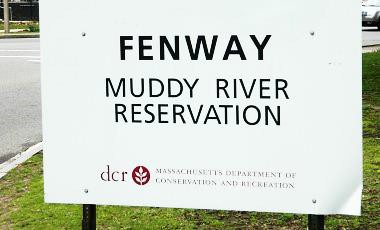 FENWAY
MUDDY RIVER
RESERVATION
dcr MASSACHUSETTS DEPARTMENT OF
CONSERVATION AND RECREATION